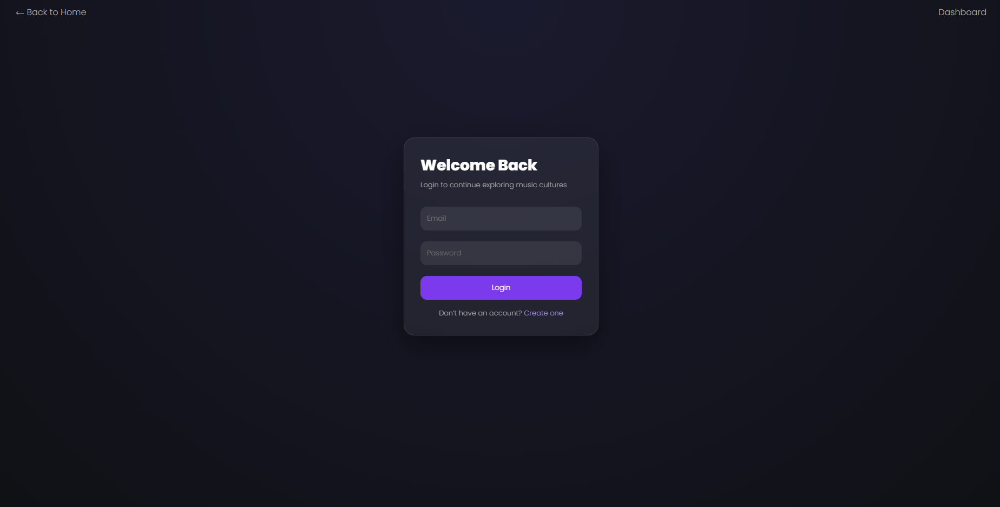 ← Back to Home
Dashboard
Welcome Back
Login to continue exploring music cultures
Email
Password
Login
Don’t have an account? Create one